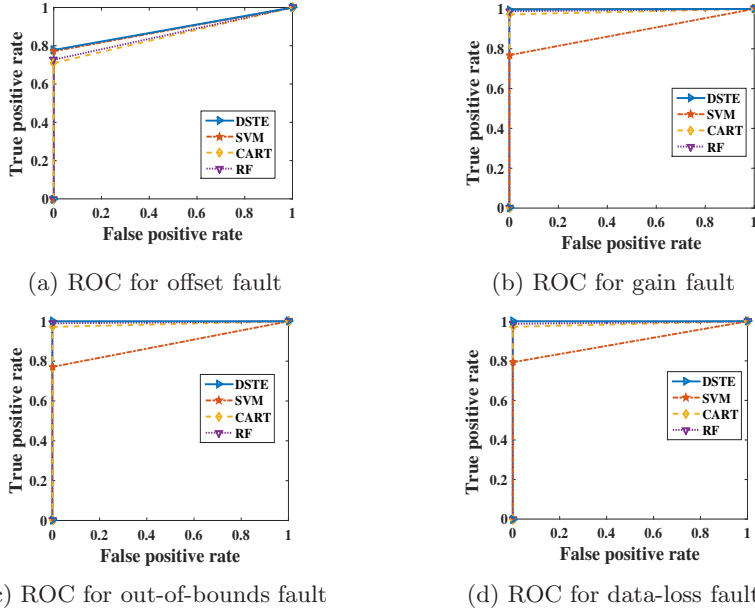 True positive rate
1
0.8
0.6
0.4
0.2
0
DSTE
SVM
CART
RF
0 0.2 0.4 0.6 0.8 1
False positive rate
(a) ROC for offset fault
True positive rate
1
0.8
0.6
0.4
0.2
0
DSTE
SVM
CART
RF
0 0.2 0.4 0.6 0.8 1
False positive rate
(b) ROC for gain fault
True positive rate
1
0.8
0.6
0.4
0.2
0
DSTE
SVM
CART
RF
0 0.2 0.4 0.6 0.8 1
False positive rate
c) ROC for out-of-bounds fault
True positive rate
1
0.8
0.6
0.4
0.2
0
DSTE
SVM
CART
RF
0 0.2 0.4 0.6 0.8 1
False positive rate
(d) ROC for data-loss fault